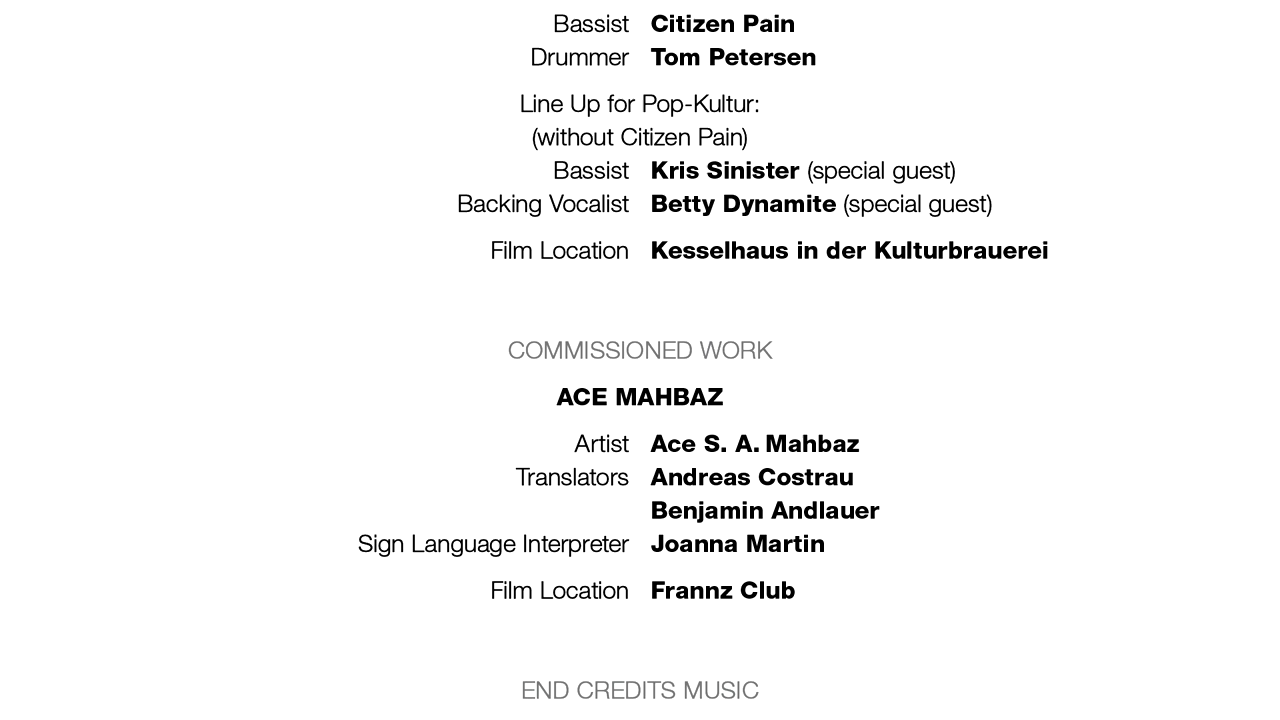 Bassist Citizen Pain
Drummer Tom Petersen
Line Up for Pop-Kultur:
(without Citizen Pain)
Bassist Kris Sinister (special guest)
Backing Vocalist Betty Dynamite (special guest)
Film Location Kesselhaus in der Kulturbrauerei
COMMISSIONED WORK
ACE MAHBAZ
Artist Ace S. A. Mahbaz
Translators Andreas Costrau
Benjamin Andlauer
Sign Language Interpreter Joanna Martin
Film Location Frannz Club
END CREDITS MUSIC